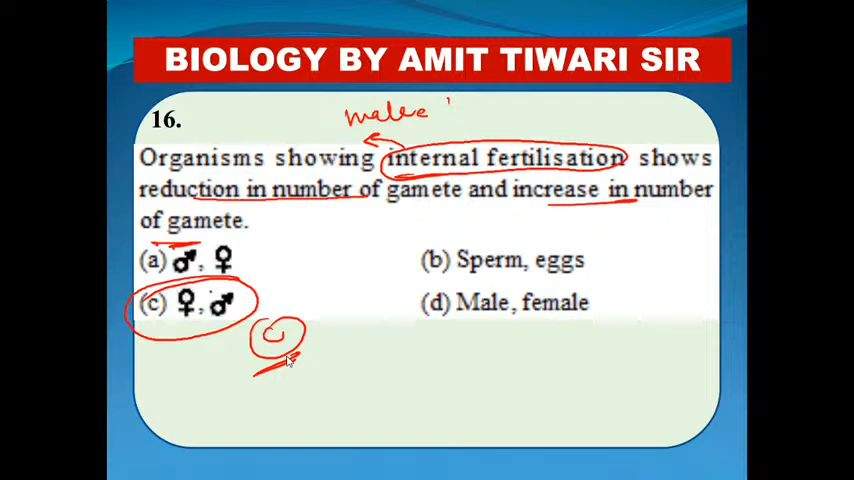 BIOLOGY BY AMIT TIWARI SIR
16.
male
Organisms showing internal fertilisation shows
reduction in number of gamete and increase in number
of gamete.
(a) ♂, ♀ (b) Sperm, eggs
(c) ♀, ♂ (d) Male, female
C